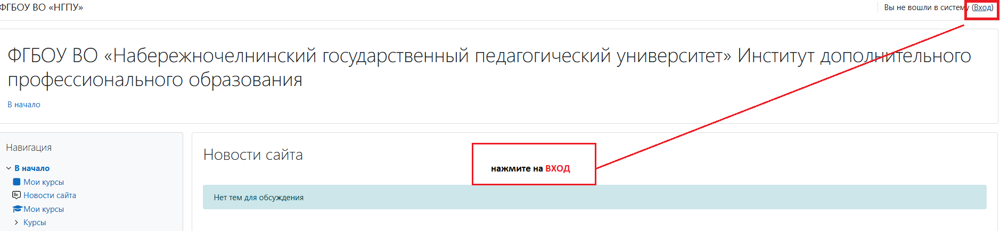 ФГБОУ ВО «НГПУ»
Вы не вошли в систему (Вход)
ФГБОУ ВО «Набережночелнинский государственный педагогический университет» Институт дополнительного
профессионального образования
В начало
Навигация
В начало
Мои курсы
Новости сайта
Мои курсы
Курсы
Новости сайта
нажмите на ВХОД
Нет тем для обсуждения